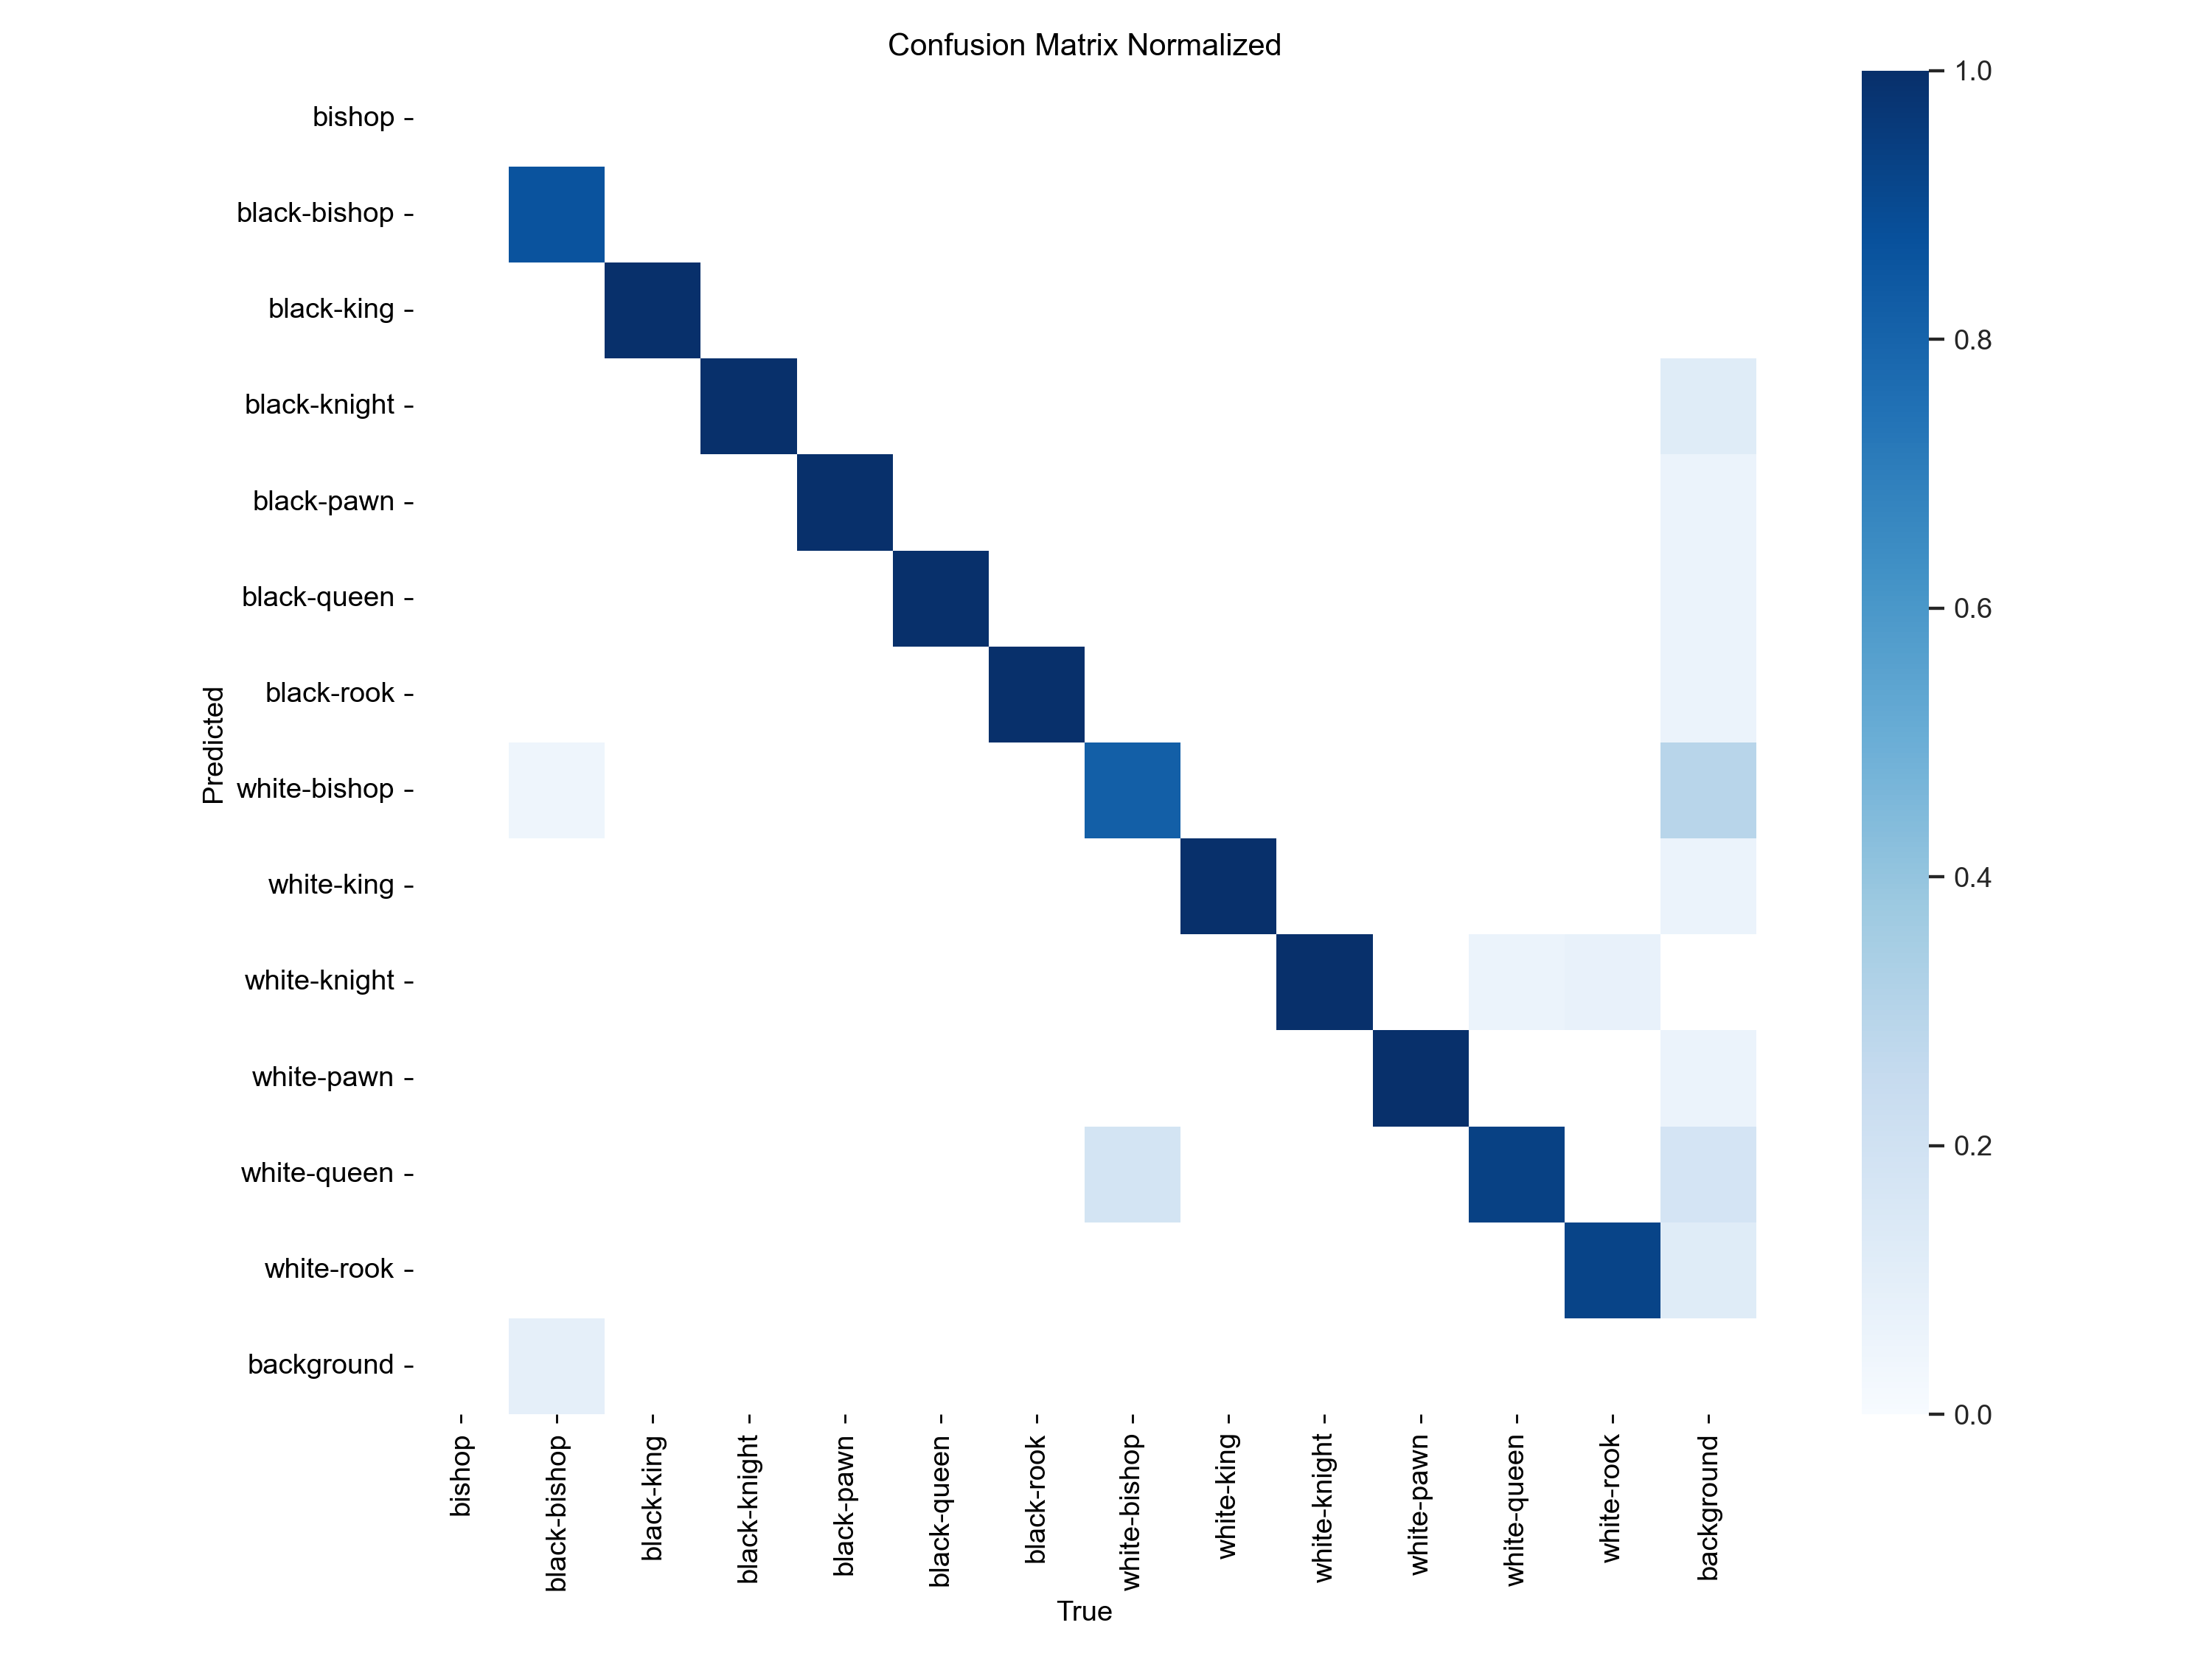 Confusion Matrix Normalized
bishop
black-bishop
black-king
black-knight
black-pawn
black-queen
black-rook
white-bishop
white-king
white-knight
white-pawn
white-queen
white-rook
background
Predicted
bishop
black-bishop
black-king
black-knight
black-pawn
black-queen
black-rook
white-bishop
white-king
white-knight
white-pawn
white-queen
white-rook
background
True
1.0
0.8
0.6
0.4
0.2
0.0